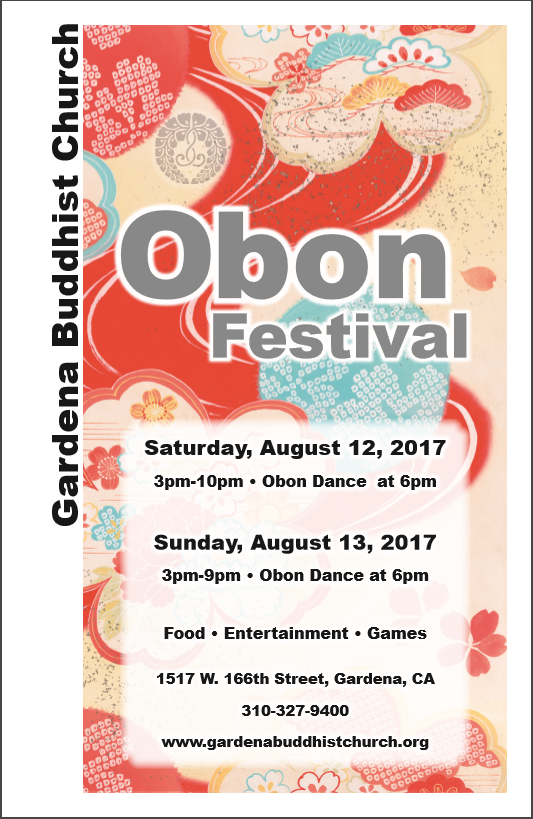 Gardena Buddhist Church
Obon
Festival
Saturday, August 12, 2017
3pm-10pm • Obon Dance  at 6pm
Sunday, August 13, 2017
3pm-9pm • Obon Dance at 6pm
Food • Entertainment • Games
1517 W. 166th Street, Gardena, CA
310-327-9400
www.gardenabuddhistchurch.org